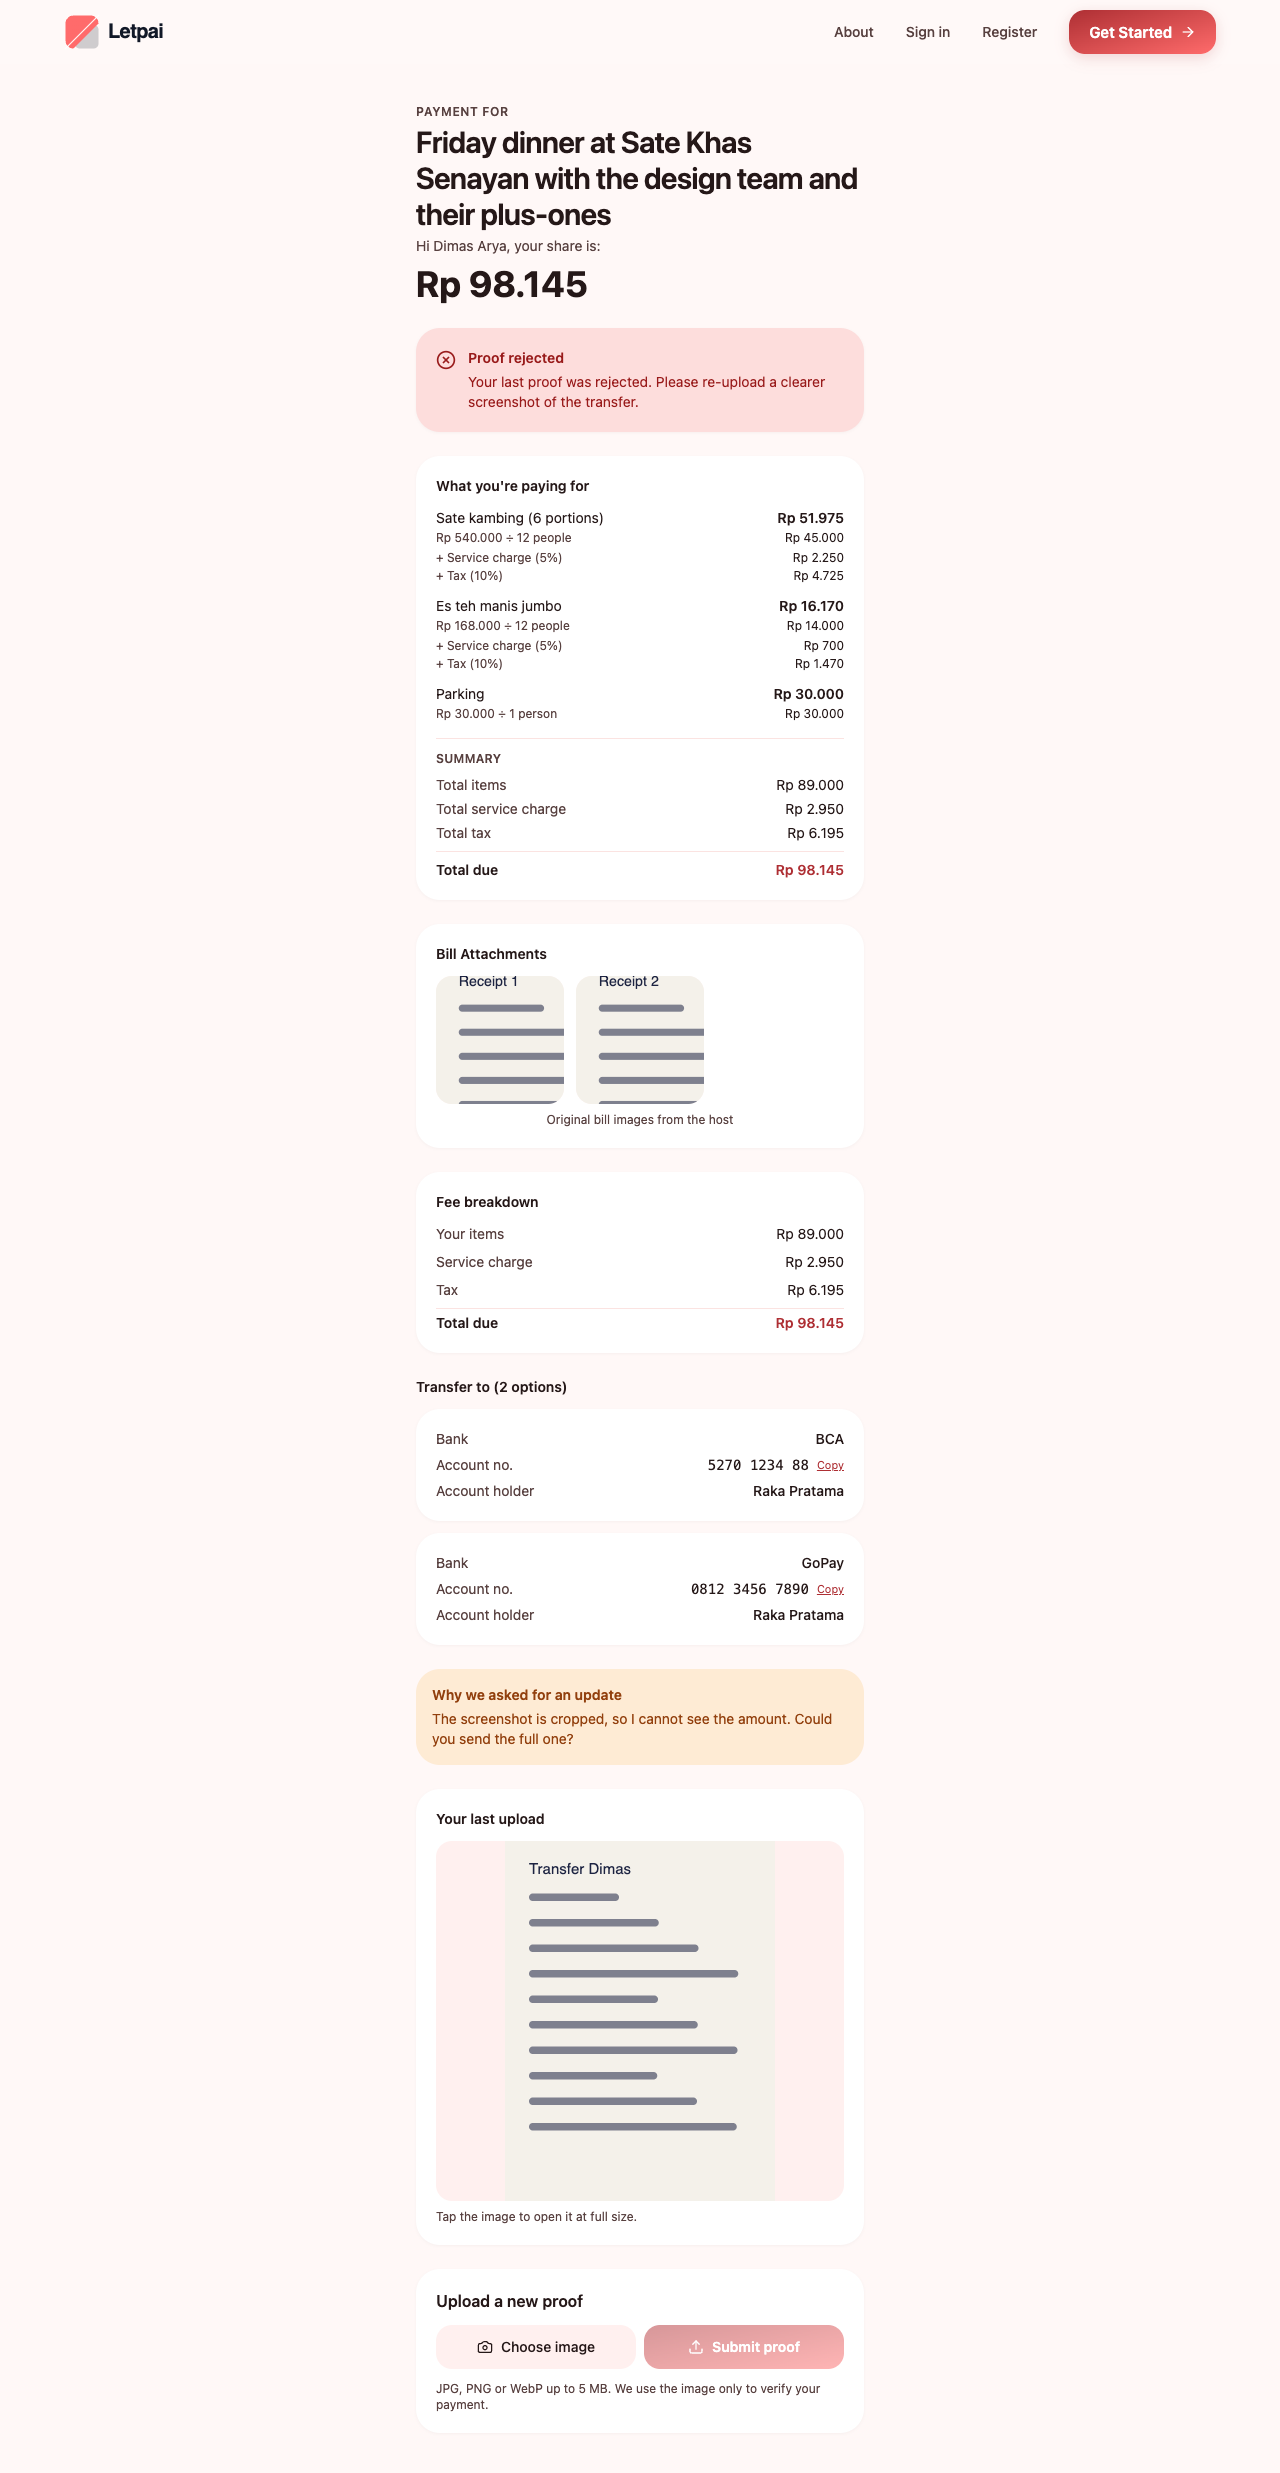 Letpai
About
Sign in
Register
Get Started
PAYMENT FOR
Friday dinner at Sate Khas
Senayan with the design team and
their plus-ones
Hi Dimas Arya, your share is:
Rp 98.145
Proof rejected
Your last proof was rejected. Please re-upload a clearer
screenshot of the transfer.
What you're paying for
Sate kambing (6 portions) Rp 51.975
Rp 540.000 ÷ 12 people Rp 45.000
+ Service charge (5%) Rp 2.250
+ Tax (10%) Rp 4.725
Es teh manis jumbo Rp 16.170
Rp 168.000 ÷ 12 people Rp 14.000
+ Service charge (5%) Rp 700
+ Tax (10%) Rp 1.470
Parking Rp 30.000
Rp 30.000 ÷ 1 person Rp 30.000
SUMMARY
Total items Rp 89.000
Total service charge Rp 2.950
Total tax Rp 6.195
Total due Rp 98.145
Bill Attachments
Receipt 1
Receipt 2
Original bill images from the host
Fee breakdown
Your items Rp 89.000
Service charge Rp 2.950
Tax Rp 6.195
Total due Rp 98.145
Transfer to (2 options)
Bank BCA
Account no. 5270 1234 88 Copy
Account holder Raka Pratama
Bank GoPay
Account no. 0812 3456 7890 Copy
Account holder Raka Pratama
Why we asked for an update
The screenshot is cropped, so I cannot see the amount. Could
you send the full one?
Your last upload
Transfer Dimas
Tap the image to open it at full size.
Upload a new proof
Choose image
Submit proof
JPG, PNG or WebP up to 5 MB. We use the image only to verify your
payment.